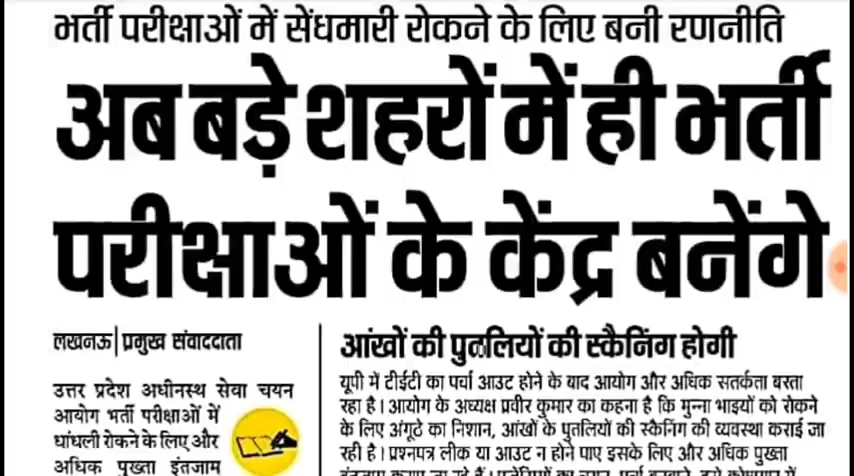 भर्ती परीक्षाओं में सेंधमारी रोकने के लिए बनी रणनीति
अब बड़े शहरों में ही भर्ती
परीक्षाओं के केंद्र बनेंगे
लखनऊ | प्रमुख संवाददाता
उत्तर प्रदेश अधीनस्थ सेवा चयन
आयोग भर्ती परीक्षाओं में
धांधली रोकने के लिए और
अधिक पुख्ता इंतजाम
आंखों की पुतलियों की स्कैनिंग होगी
यूपी में टीईटी का पर्चा आउट होने के बाद आयोग और अधिक सतर्कता बरता
रहा है। आयोग के अध्यक्ष प्रवीर कुमार का कहना है कि मुन्ना भाइयों को रोकने
के लिए अंगूठे का निशान, आंखों के पुतलियों की स्कैनिंग की व्यवस्था कराई जा
रही है। प्रश्नपत्र लीक या आउट न होने पाए इसके लिए और अधिक पुख्ता